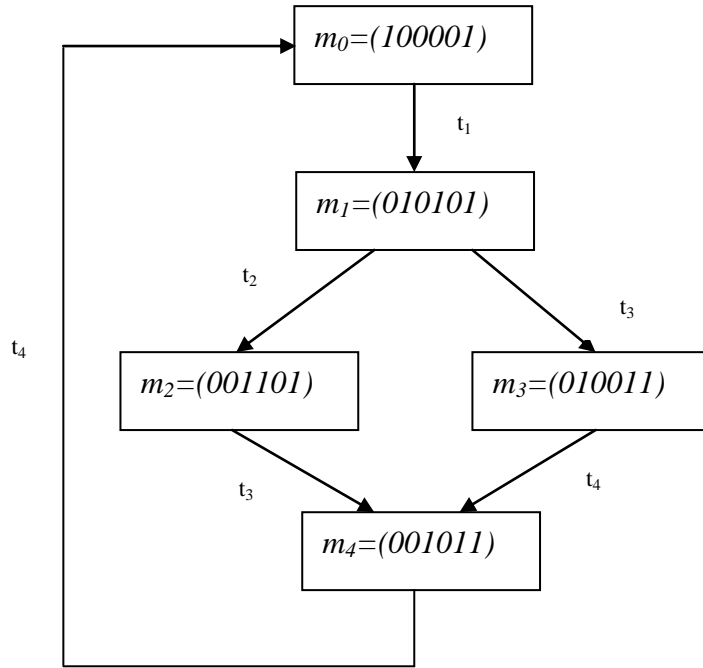 m₀=(100001)
t₁
m₁=(010101)
t₂
t₃
t₄
m₂=(001101)
m₃=(010011)
t₃
t₄
m₄=(001011)